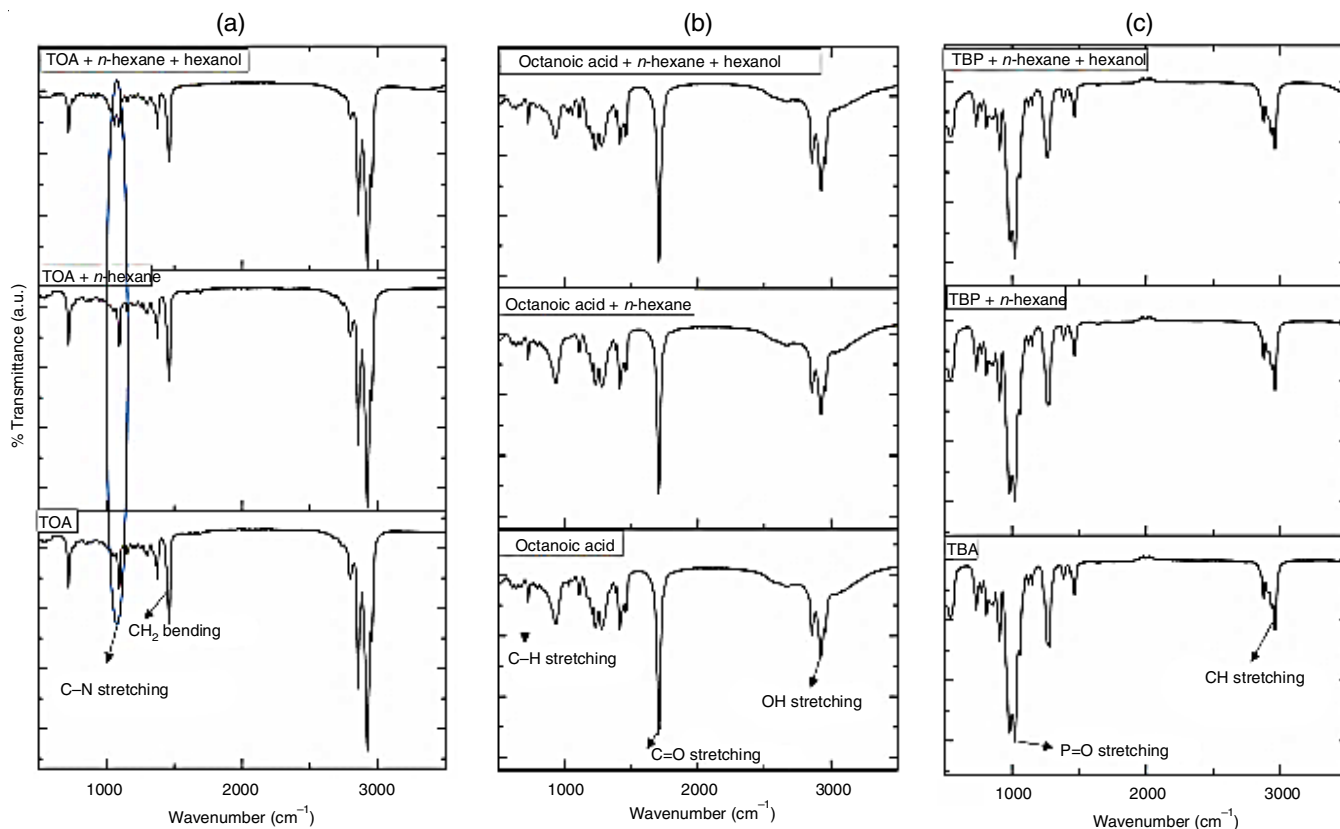 (a)
TOA + n-hexane + hexanol
TOA + n-hexane
TOA
CH₂ bending
C–N stretching
% Transmittance (a.u.)
1000 2000 3000
Wavenumber (cm⁻¹)
(b)
Octanoic acid + n-hexane + hexanol
Octanoic acid + n-hexane
Octanoic acid
C–H stretching
OH stretching
C=O stretching
1000 2000 3000
Wavenumber (cm⁻¹)
(c)
TBP + n-hexane + hexanol
TBP + n-hexane
TBA
CH stretching
P=O stretching
1000 2000 3000
Wavenumber (cm⁻¹)